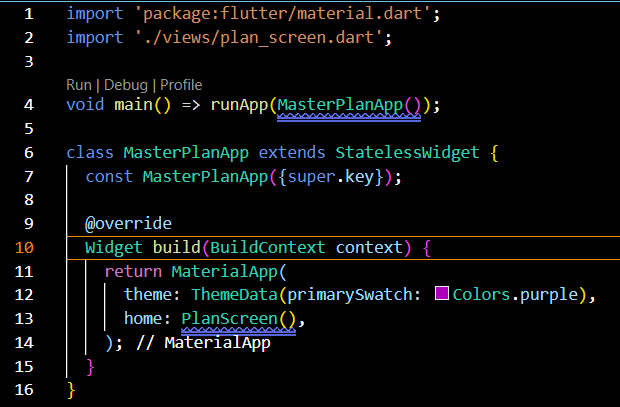 1 import 'package:flutter/material.dart';
2 import './views/plan_screen.dart';
3
Run | Debug | Profile
4 void main() => runApp(MasterPlanApp());
5
6 class MasterPlanApp extends StatelessWidget {
7   const MasterPlanApp({super.key});
8
9   @override
10   Widget build(BuildContext context) {
11     return MaterialApp(
12       theme: ThemeData(primarySwatch: Colors.purple),
13       home: PlanScreen(),
14     ); // MaterialApp
15   }
16 }